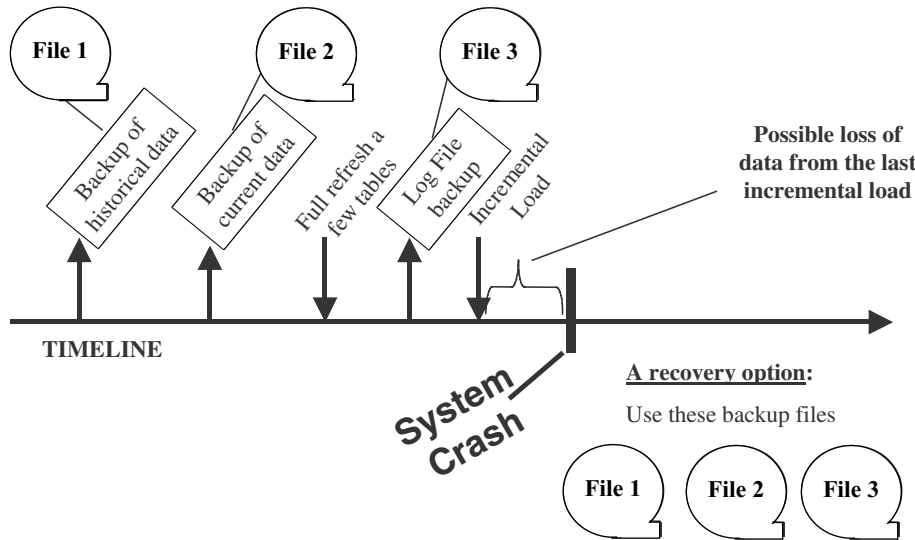 File 1
File 2
File 3
Backup of
historical data
Backup of
current data
Full refresh a
few tables
Log File
backup
Incremental
Load
Possible loss of
data from the last
incremental load
TIMELINE
System
Crash
A recovery option:
Use these backup files
File 1
File 2
File 3